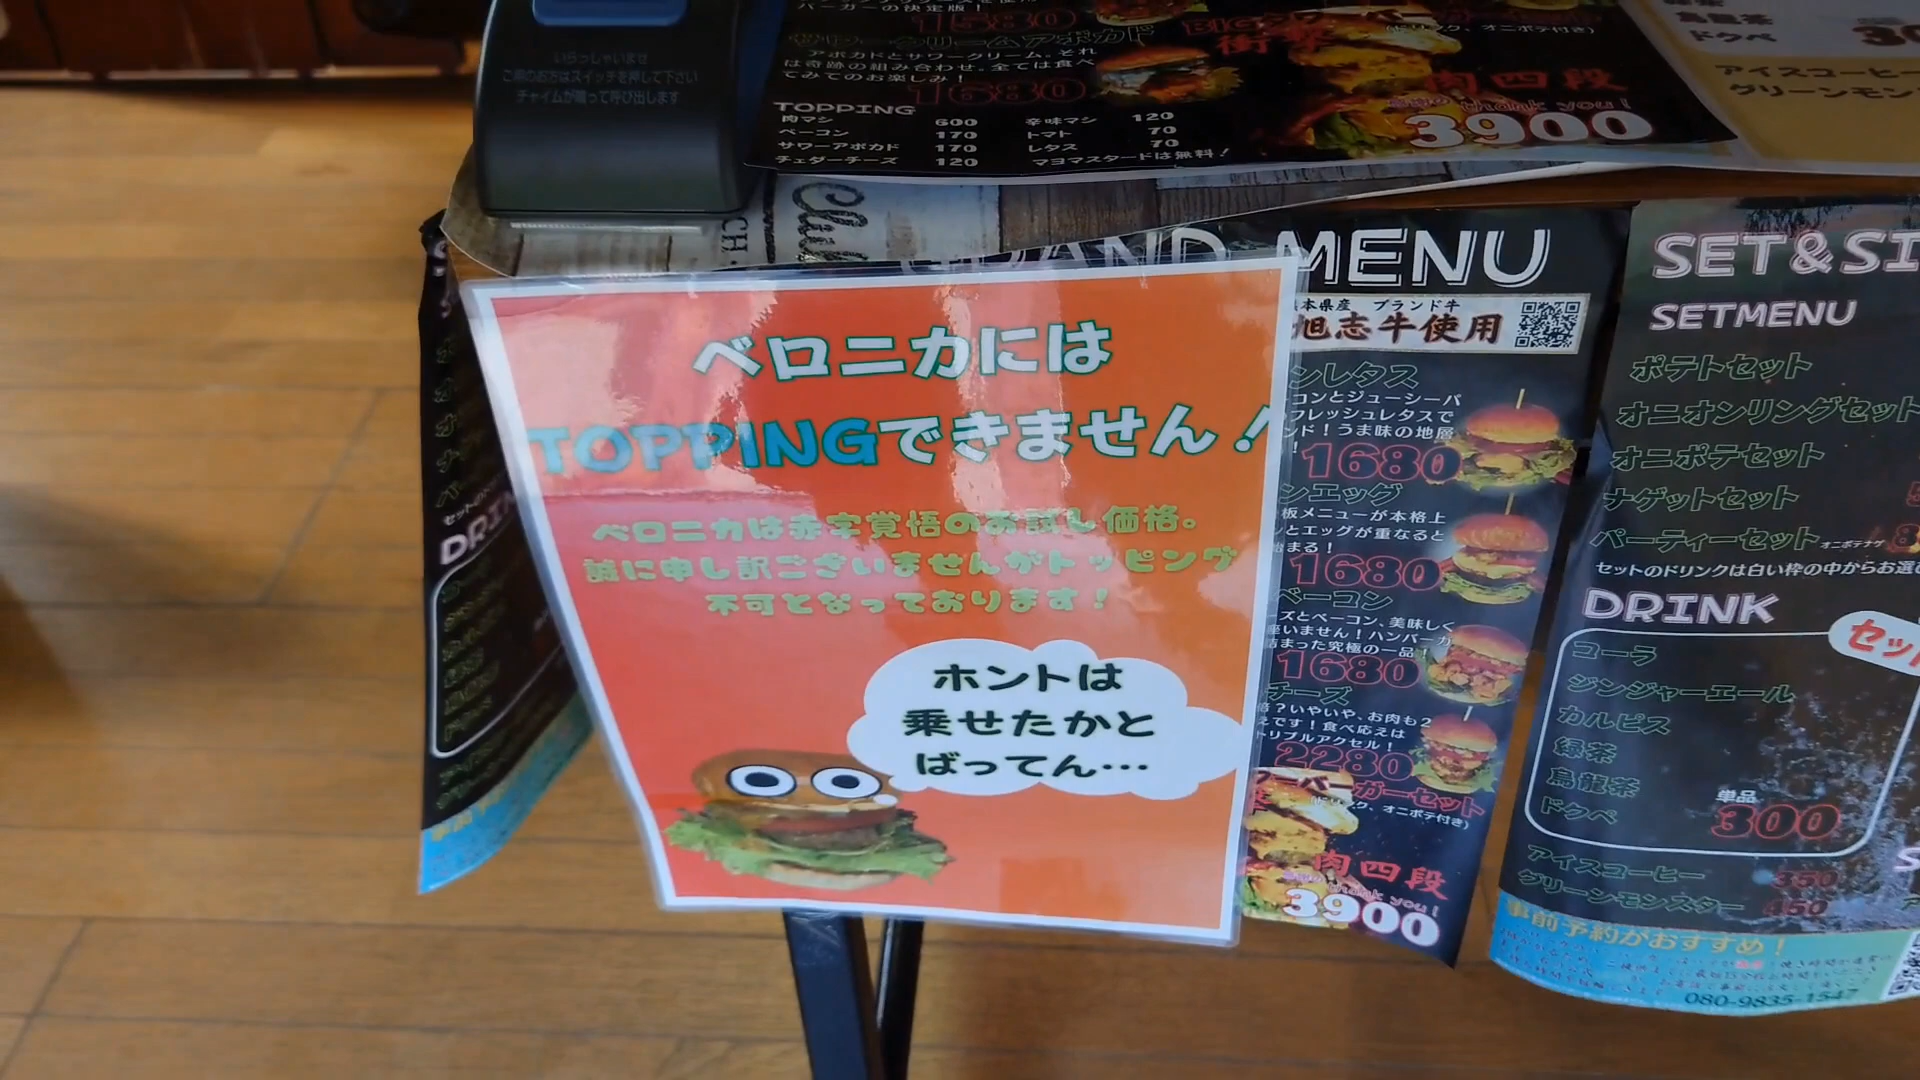 いらっしゃいませ
ご用のお方はスイッチを押して下さい
チャイムが鳴って呼び出します
バーガーの決定版!
1580
サワークリームアボカド
アボカドとサワークリーム、それ
は奇跡の組み合わせ。全ては食べ
てみてのお楽しみ!
1680
TOPPING
肉マシ 600
ベーコン 170
サワーアボカド 170
チェダーチーズ 120
辛味マシ 120
トマト 70
レタス 70
マヨマスタードは無料!
BIG
衝撃
オニポテ付き)
肉四段
thank you!
3900
烏龍茶
ドクペ
アイスコーヒー
グリーンモン
ベロニカには
TOPPINGできません!
ベロニカは赤字覚悟のお試し価格。
誠に申し訳ございませんがトッピング
不可となっております!
ホントは
乗せたかと
ばってん…
GRAND MENU
本県産 ブランド牛
旭志牛使用
ンレタス
コンとジューシーパ
フレッシュレタスで
ンド!うま味の地層
1680
ンエッグ
板メニューが本格上
とエッグが重なると
始まる!
1680
ベーコン
ズとベーコン、美味しく
座いません!ハンバーガ
詰まった究極の一品!
1680
チーズ
倍?いやいや、お肉も2
えです!食べ応えは
トリプルアクセル!
2280
ガーセット
オニポテ付き)
肉四段
thank you!
3900
SET&SI
SETMENU
ポテトセット
オニオンリングセット
オニポテセット
ナゲットセット
パーティーセット オニポテナゲ
セットのドリンクは白い枠の中からお選び
DRINK
セッ
コーラ
ジンジャーエール
カルピス
緑茶
烏龍茶
ドクペ
単品
300
アイスコーヒー 350
グリーンモンスター 450
事前予約がおすすめ!
080-9835-1547
DRIN